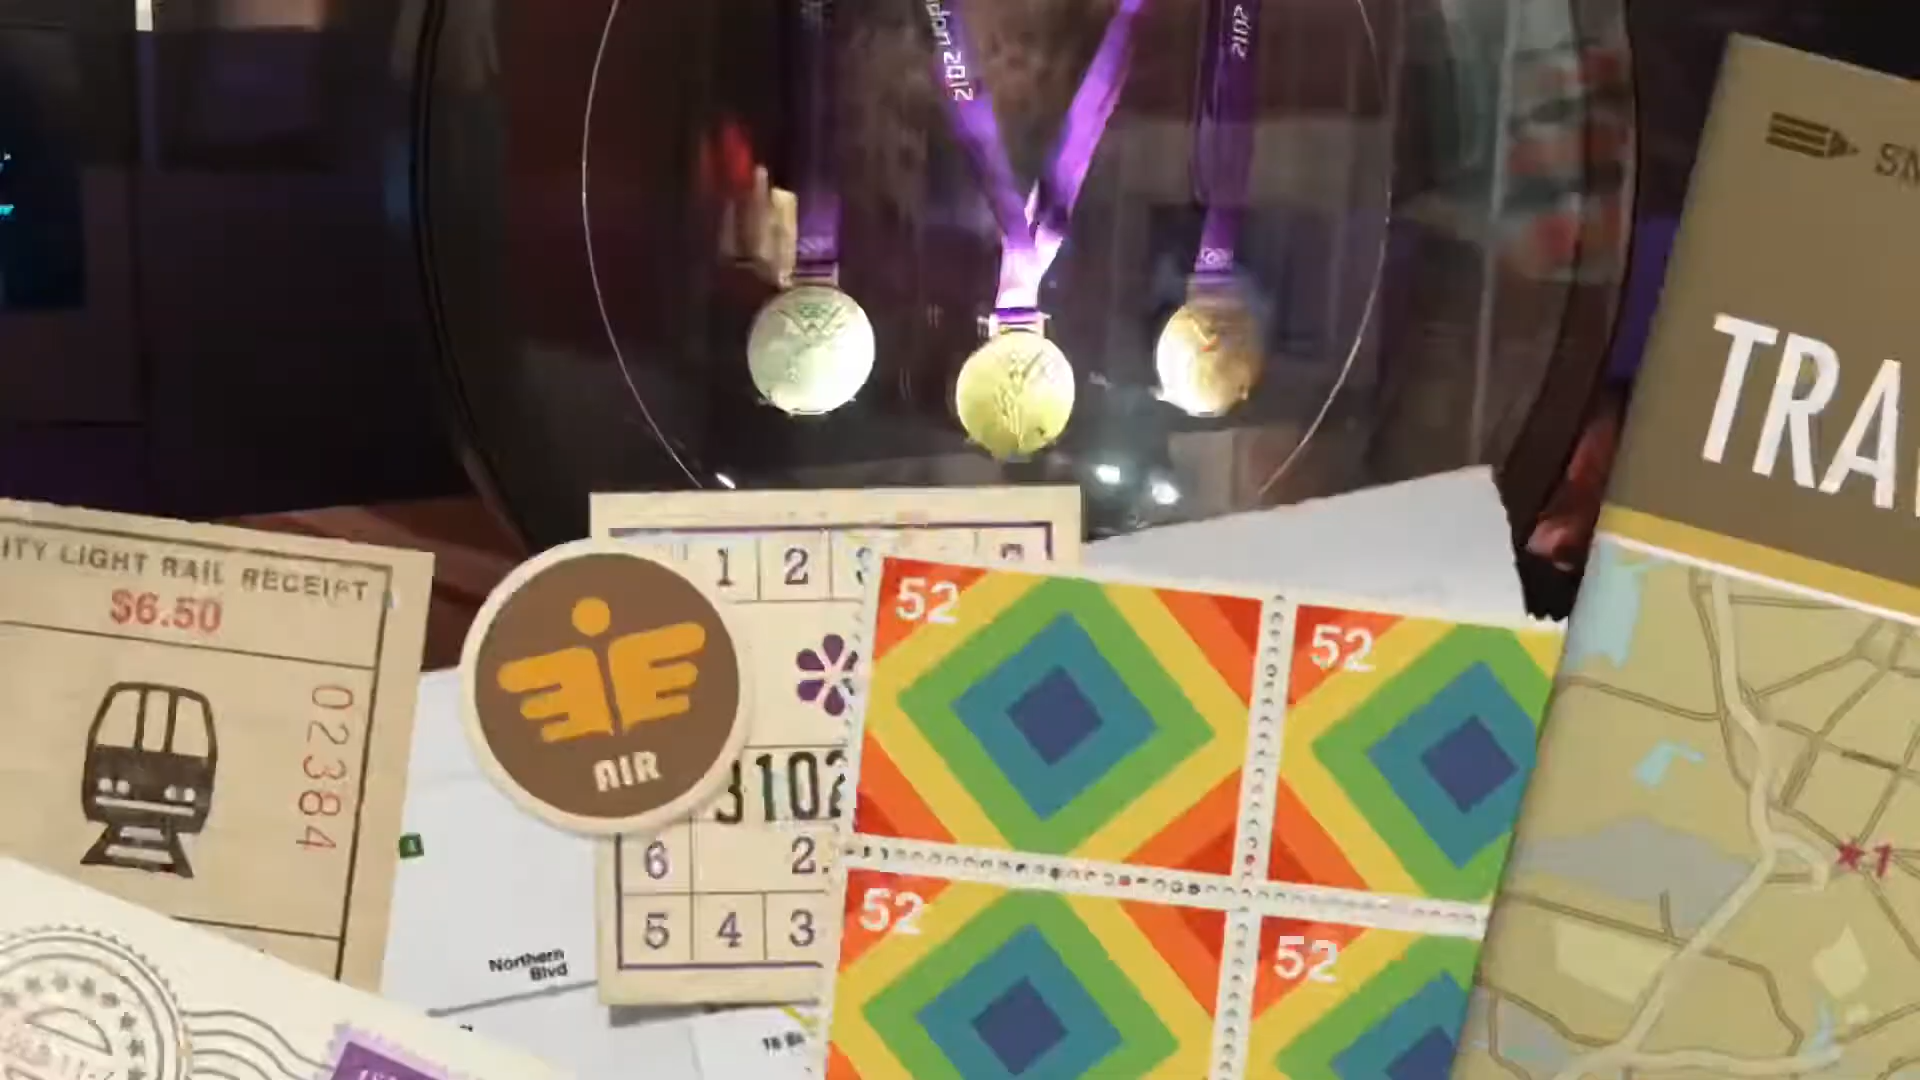 2012
2012
ITY LIGHT RAIL RECEIPT
$6.50
02384
AIR
1 2
3102
6 2
5 4 3
52
52
52
52
Northern
Blvd
TRA
1